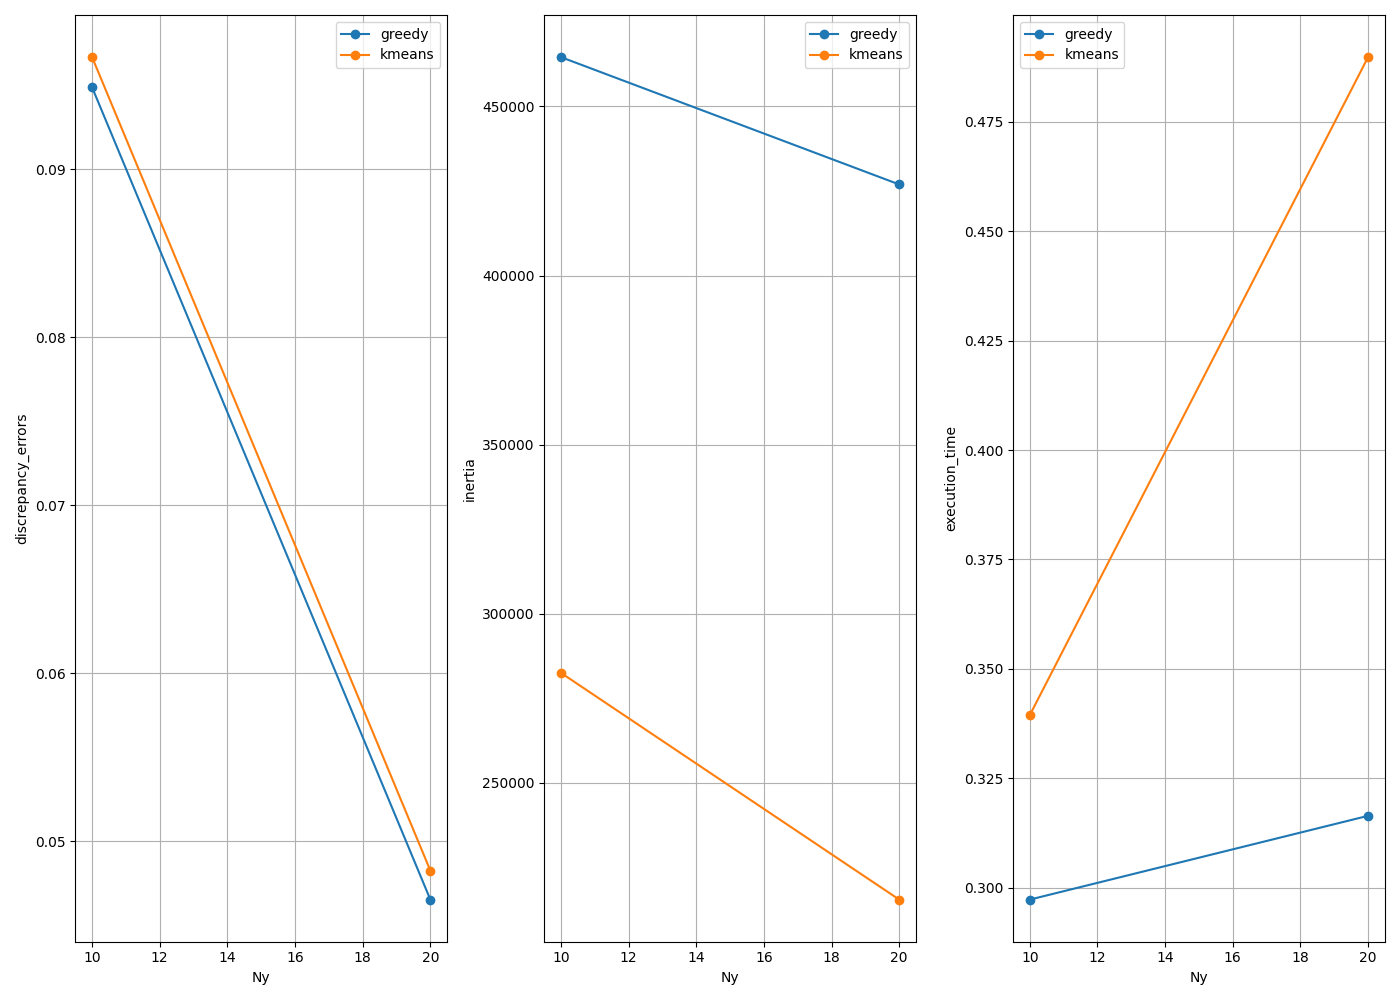 greedy
kmeans
0.09
0.08
0.07
0.06
0.05
discrepancy_errors
10 12 14 16 18 20
Ny
greedy
kmeans
450000
400000
350000
300000
250000
inertia
10 12 14 16 18 20
Ny
greedy
kmeans
0.475
0.450
0.425
0.400
0.375
0.350
0.325
0.300
execution_time
10 12 14 16 18 20
Ny